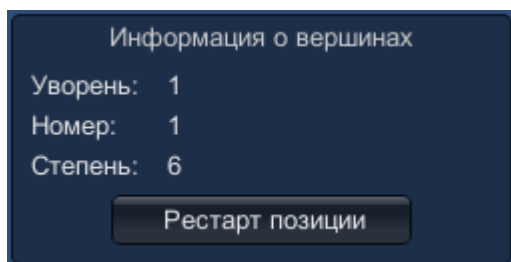 Информация о вершинах
Уворень: 1
Номер: 1
Степень: 6
Рестарт позиции